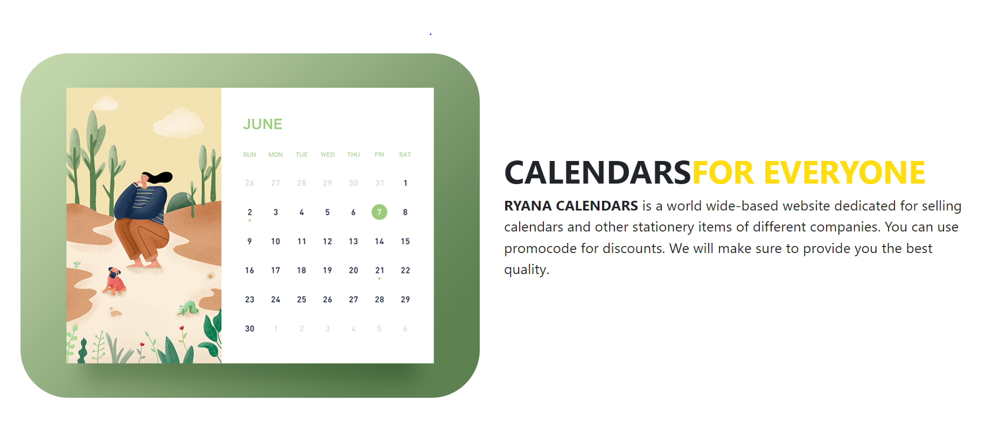 JUNE
SUN MON TUE WED THU FRI SAT
26 27 28 29 30 31 1
2 3 4 5 6 7 8
9 10 11 12 13 14 15
16 17 18 19 20 21 22
23 24 25 26 27 28 29
30 1 2 3 4 5 6
CALENDARSFOR EVERYONE
RYANA CALENDARS is a world wide-based website dedicated for selling
calendars and other stationery items of different companies. You can use
promocode for discounts. We will make sure to provide you the best
quality.